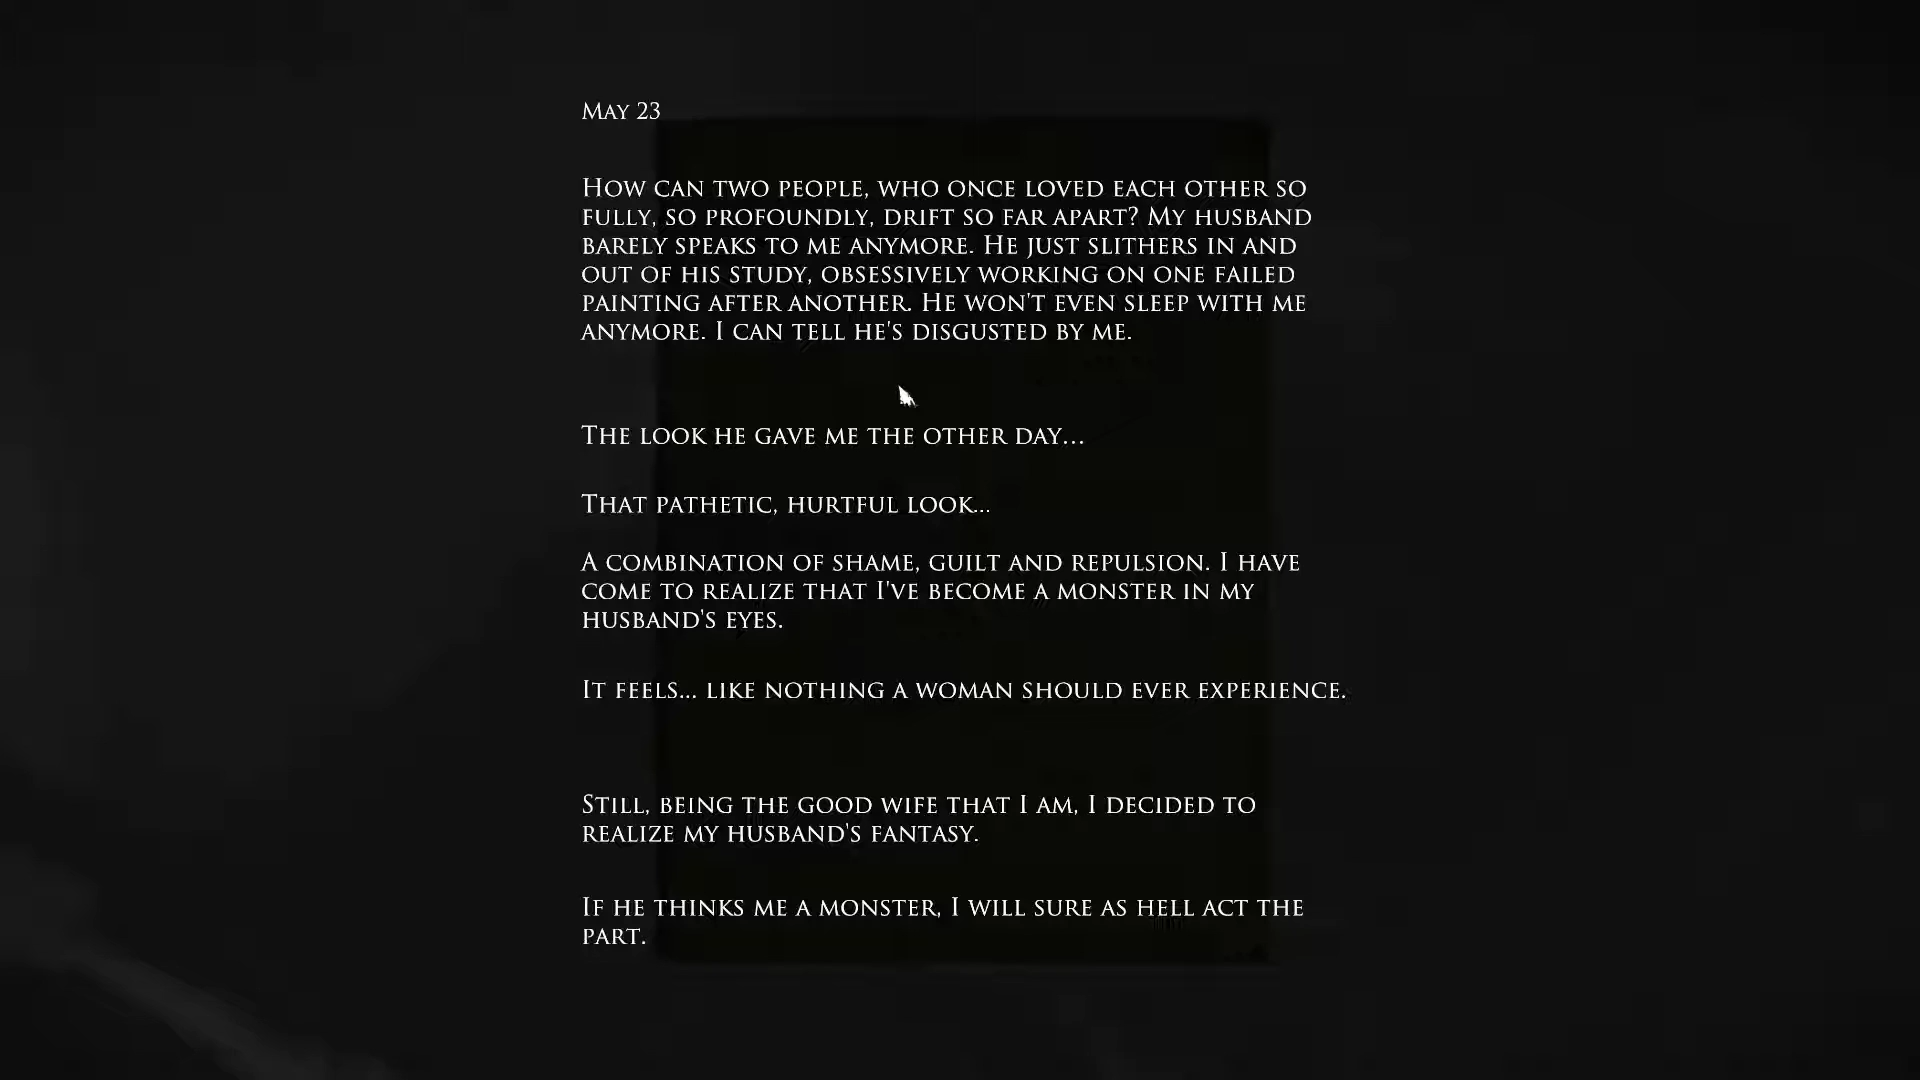 May 23
How can two people, who once loved each other so
fully, so profoundly, drift so far apart? My husband
barely speaks to me anymore. He just slithers in and
out of his study, obsessively working on one failed
painting after another. He won't even sleep with me
anymore. I can tell he's disgusted by me.
The look he gave me the other day...
That pathetic, hurtful look...
A combination of shame, guilt and repulsion. I have
come to realize that I've become a monster in my
husband's eyes.
It feels... like nothing a woman should ever experience.
Still, being the good wife that I am, I decided to
realize my husband's fantasy.
If he thinks me a monster, I will sure as hell act the
part.